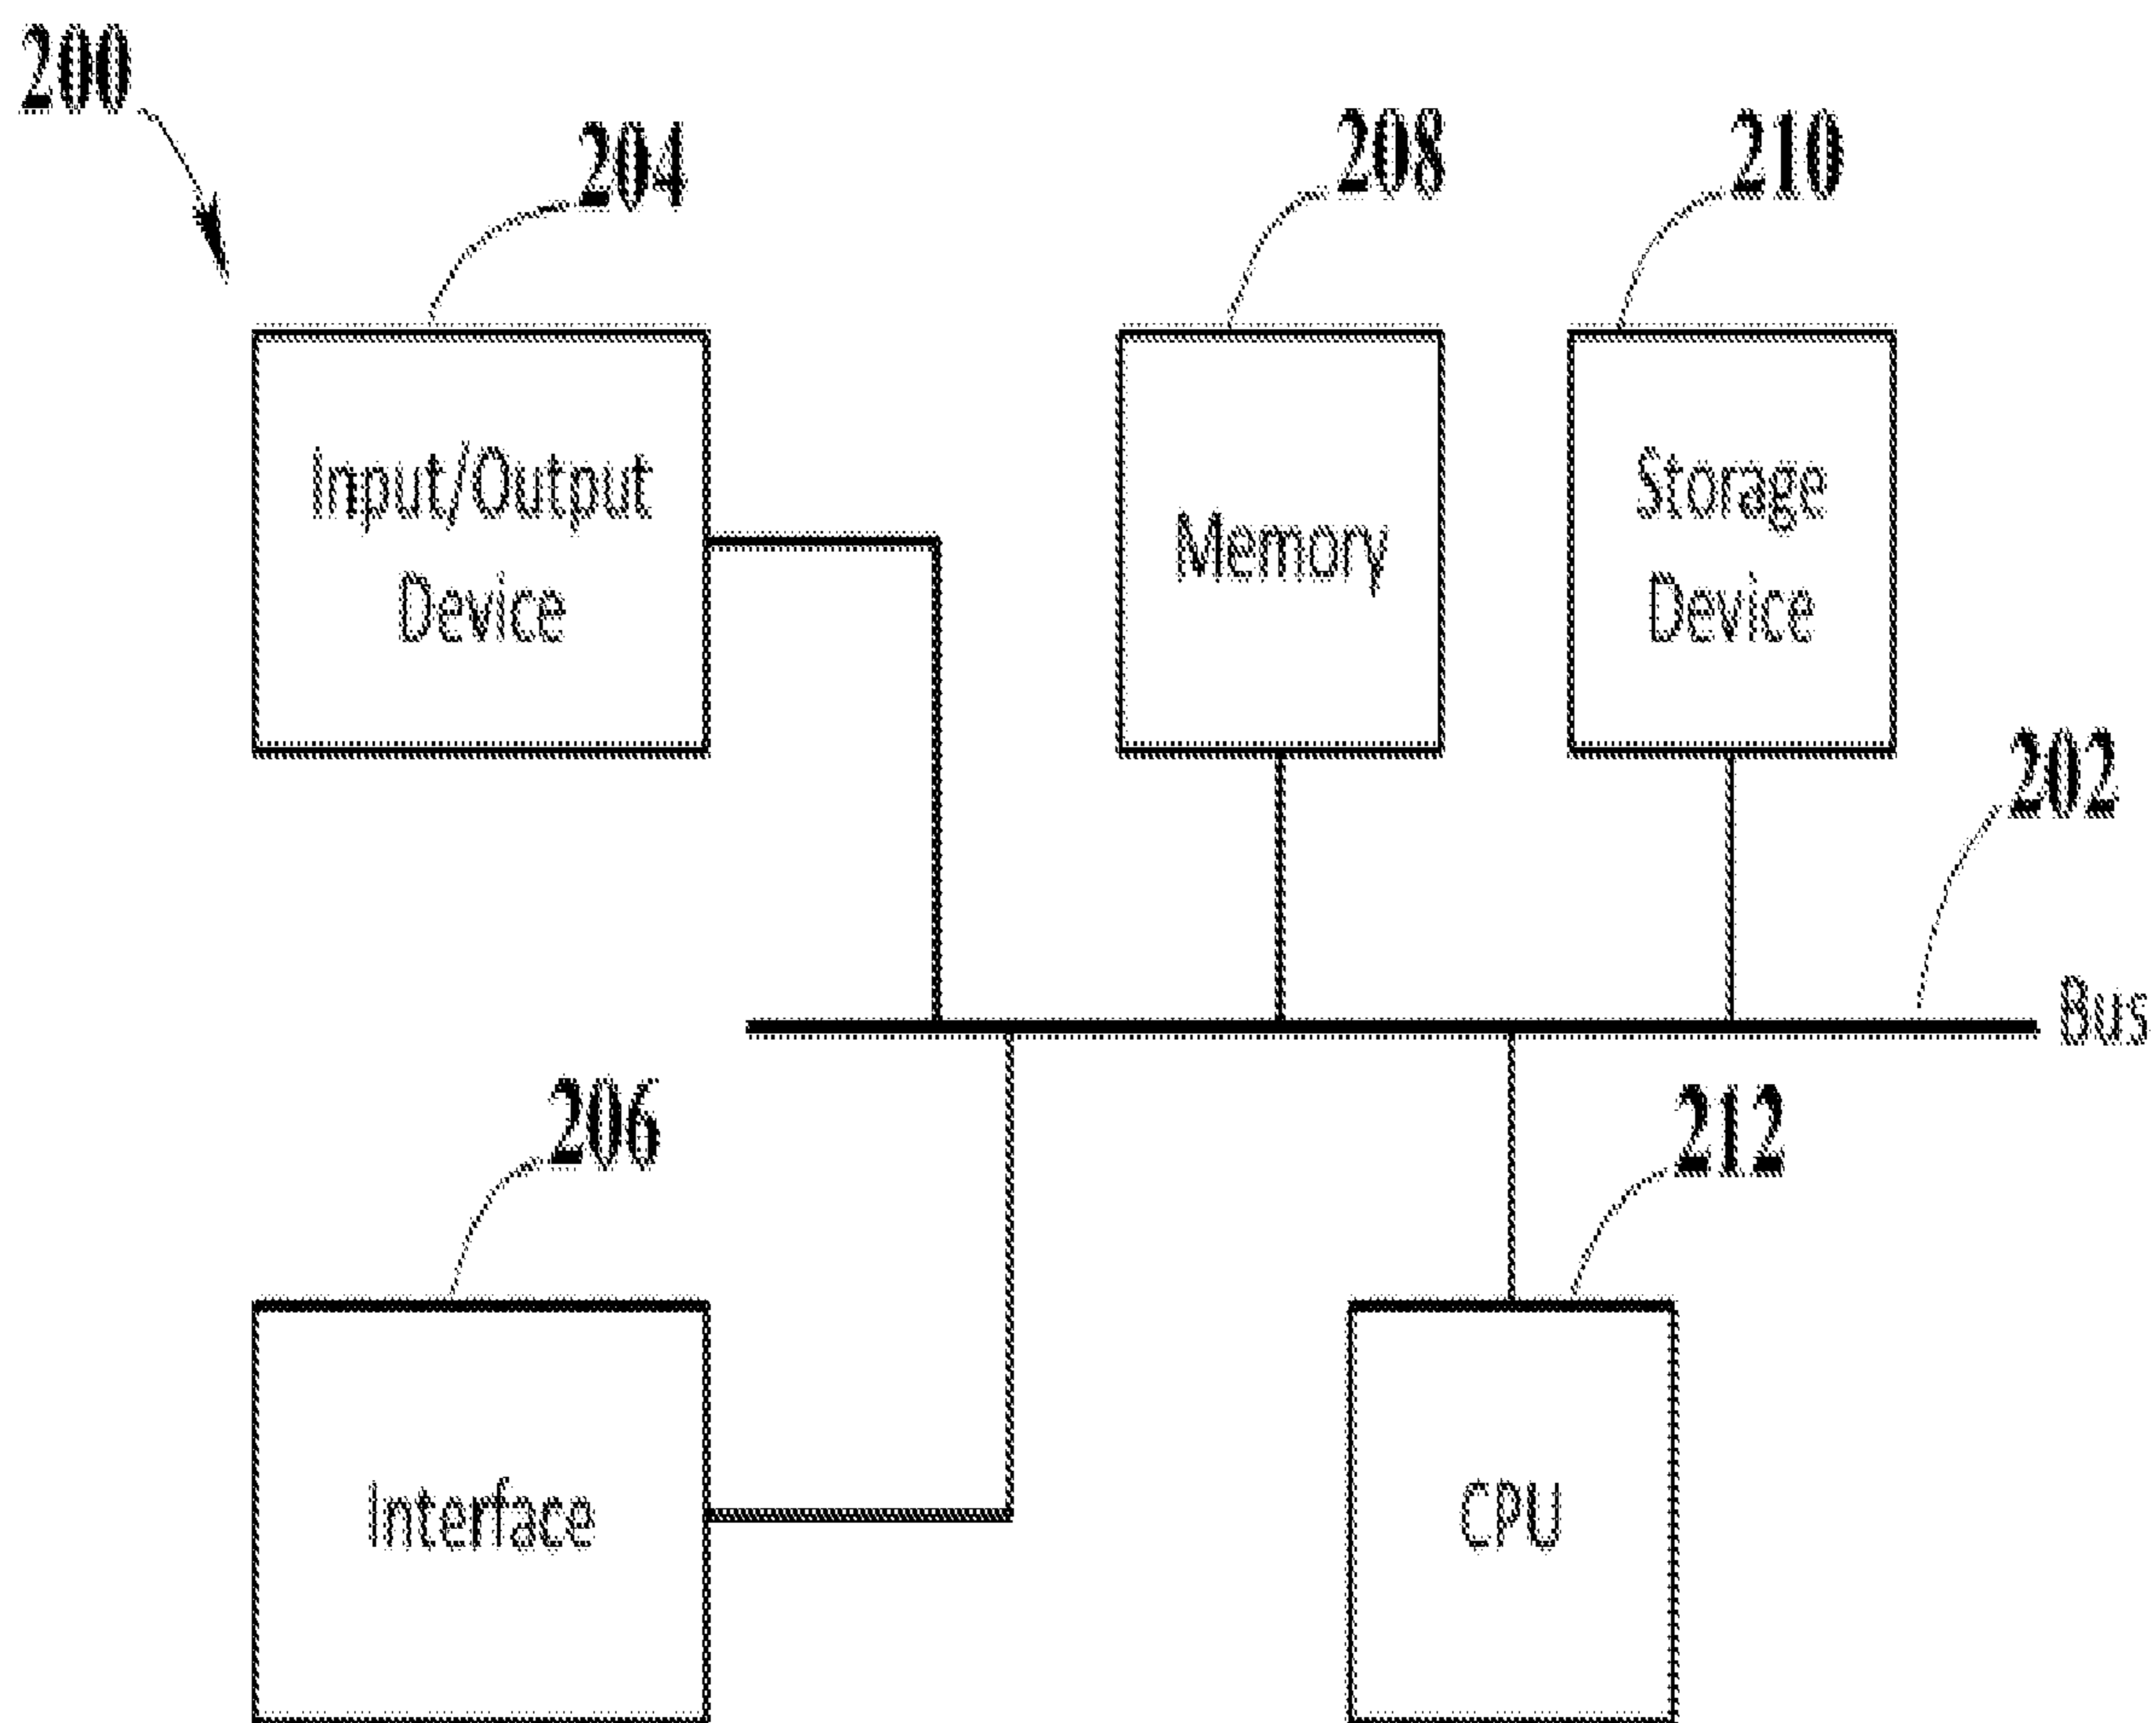 200
204
208
210
Input/Output
Device
Memory
Storage
Device
202
Bus
206
212
Interface
CPU